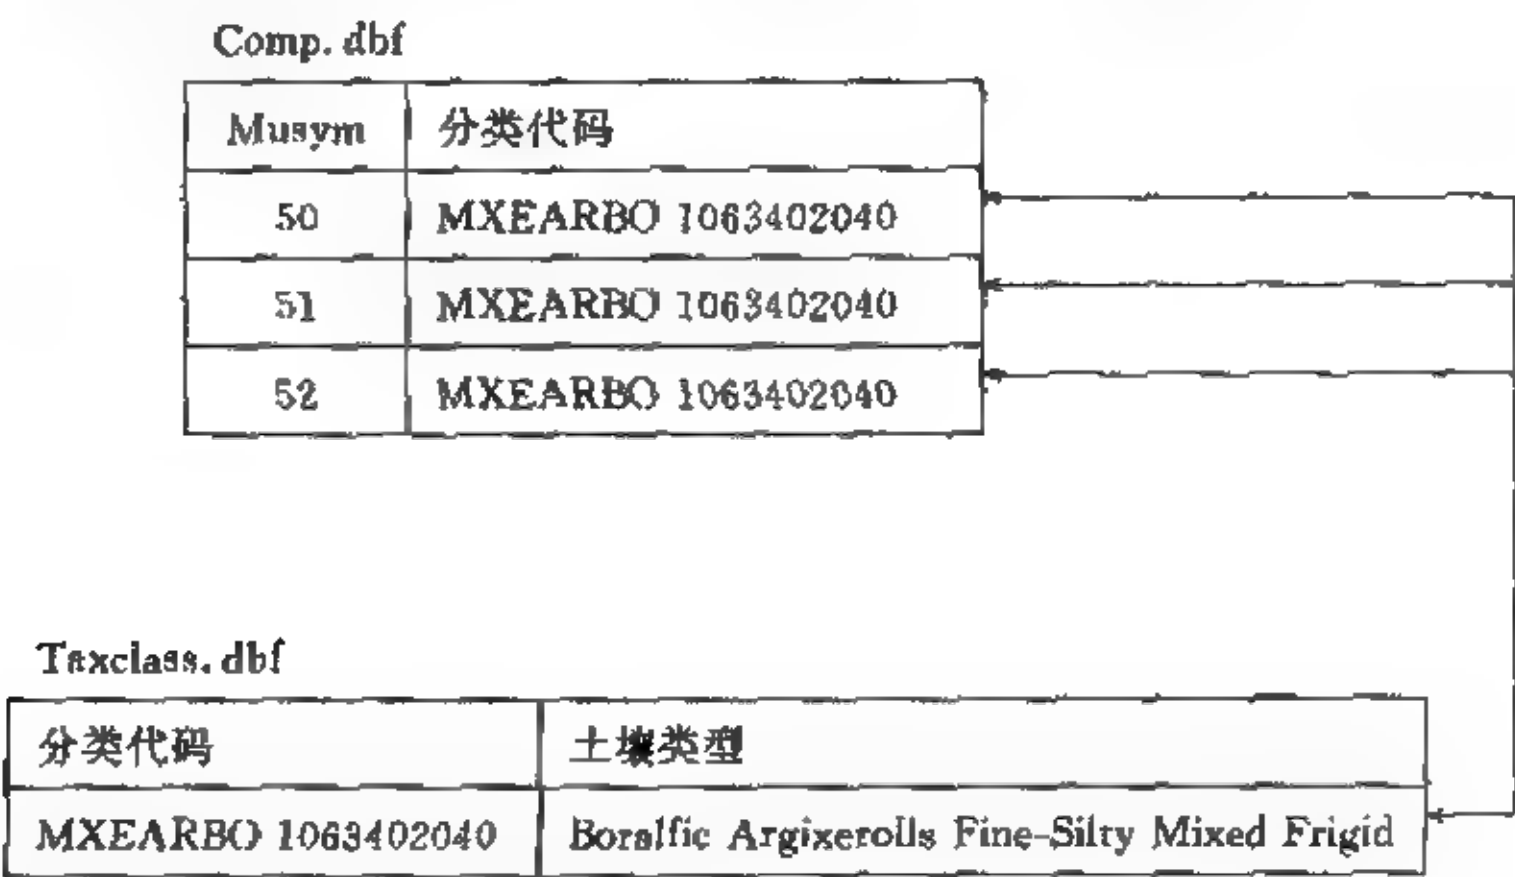 Comp. dbf
Musym 分类代码
50 MXEARBO 1063402040
51 MXEARBO 1063402040
52 MXEARBO 1063402040
Taxclass. dbf
分类代码 土壤类型
MXEARBO 1063402040 Boralfic Argixerolls Fine-Silty Mixed Frigid